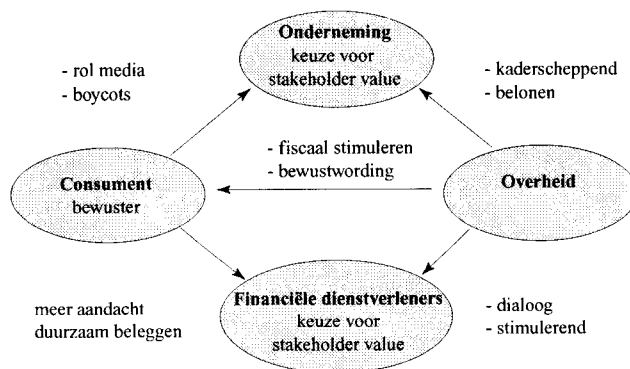 Onderneming
keuze voor
stakeholder value
- rol media
- boycots
- kaderscheppend
- belonen
- fiscaal stimuleren
- bewustwording
Consument
bewuster
Overheid
Financiële dienstverleners
keuze voor
stakeholder value
meer aandacht
duurzaam beleggen
- dialoog
- stimulerend